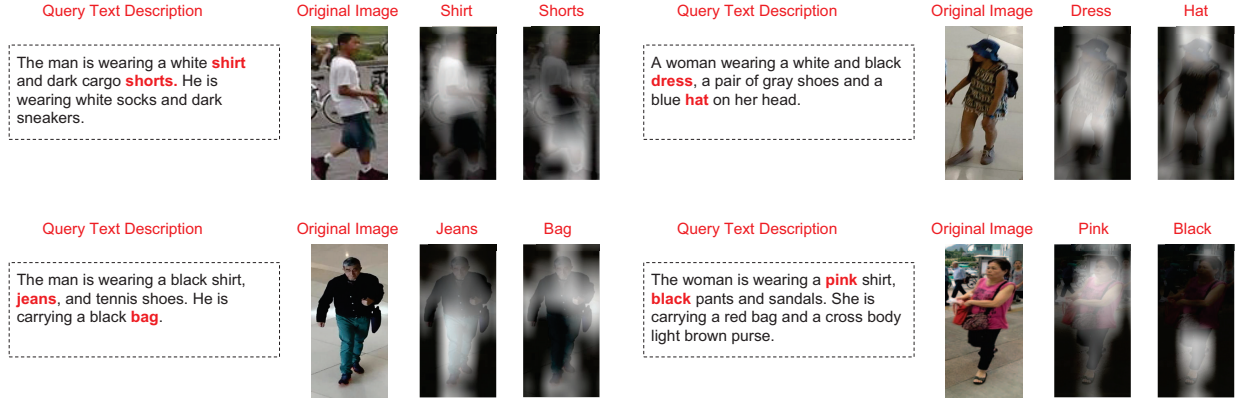 Query Text Description
Original Image
Shirt
Shorts
The man is wearing a white shirt
and dark cargo shorts. He is
wearing white socks and dark
sneakers.
Query Text Description
Original Image
Dress
Hat
A woman wearing a white and black
dress, a pair of gray shoes and a
blue hat on her head.
Query Text Description
Original Image
Jeans
Bag
The man is wearing a black shirt,
jeans, and tennis shoes. He is
carrying a black bag.
Query Text Description
Original Image
Pink
Black
The woman is wearing a pink shirt,
black pants and sandals. She is
carrying a red bag and a cross body
light brown purse.